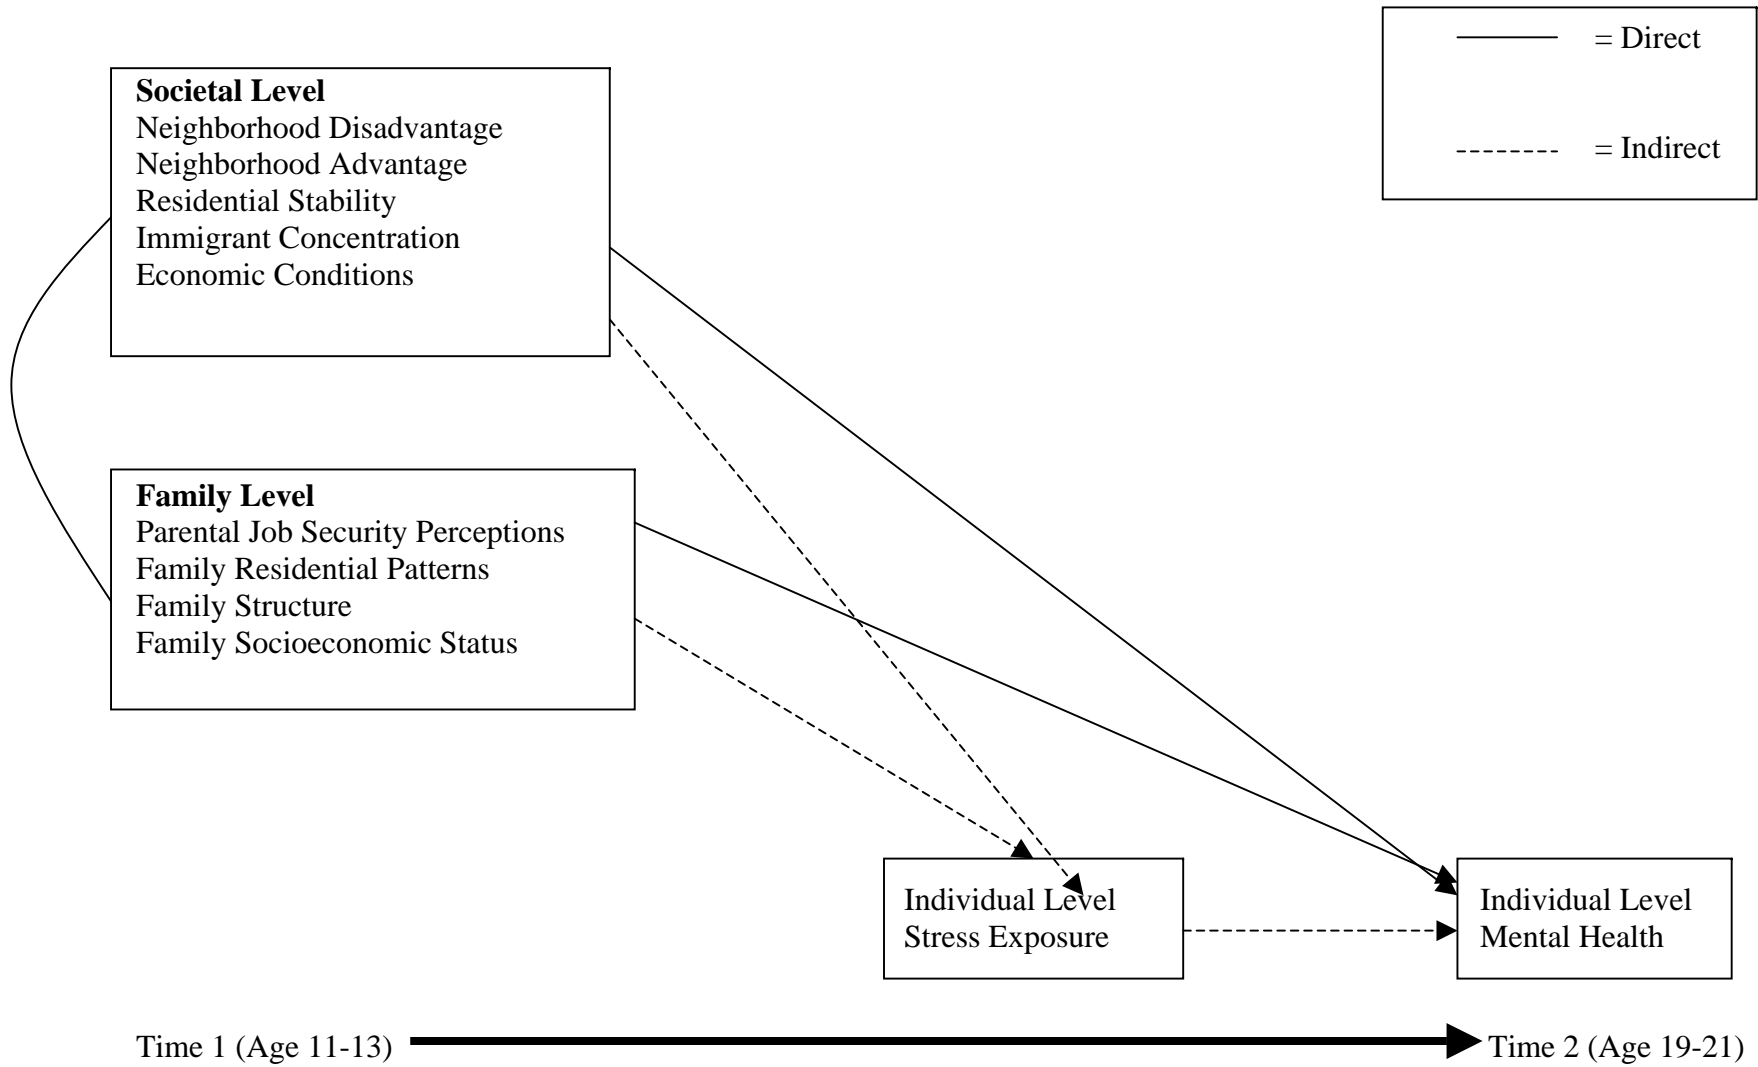 = Direct
= Indirect
Societal Level
Neighborhood Disadvantage
Neighborhood Advantage
Residential Stability
Immigrant Concentration
Economic Conditions
Family Level
Parental Job Security Perceptions
Family Residential Patterns
Family Structure
Family Socioeconomic Status
Individual Level
Stress Exposure
Individual Level
Mental Health
Time 1 (Age 11-13)
Time 2 (Age 19-21)